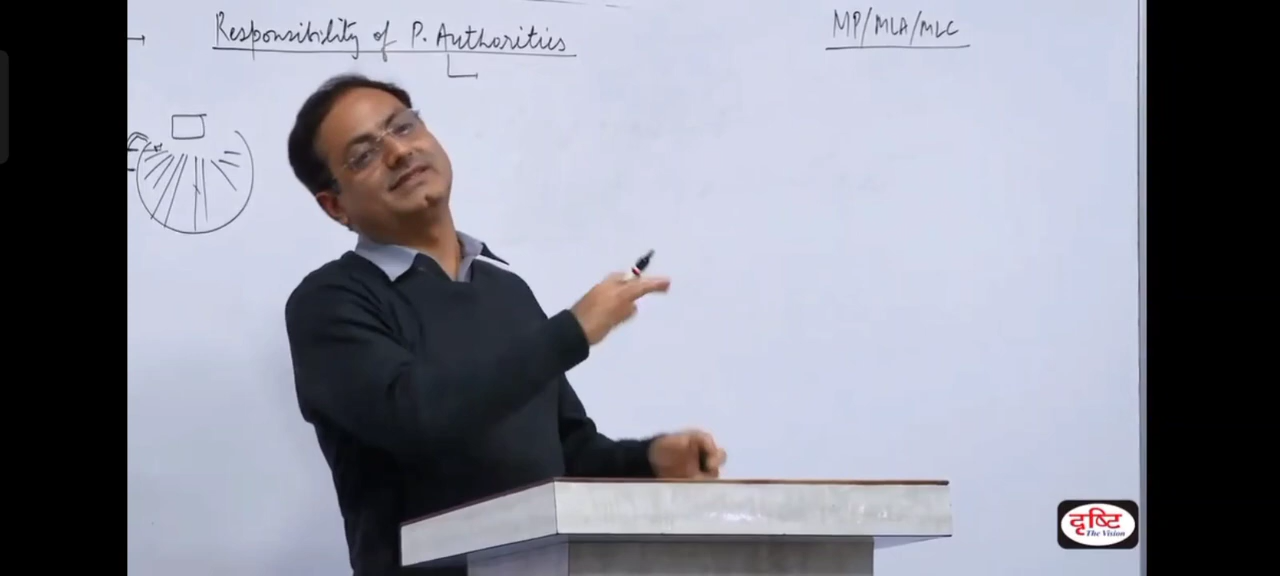 Responsibility of P. Authorities
MP/MLA/MLC
दृष्टि
The Vision